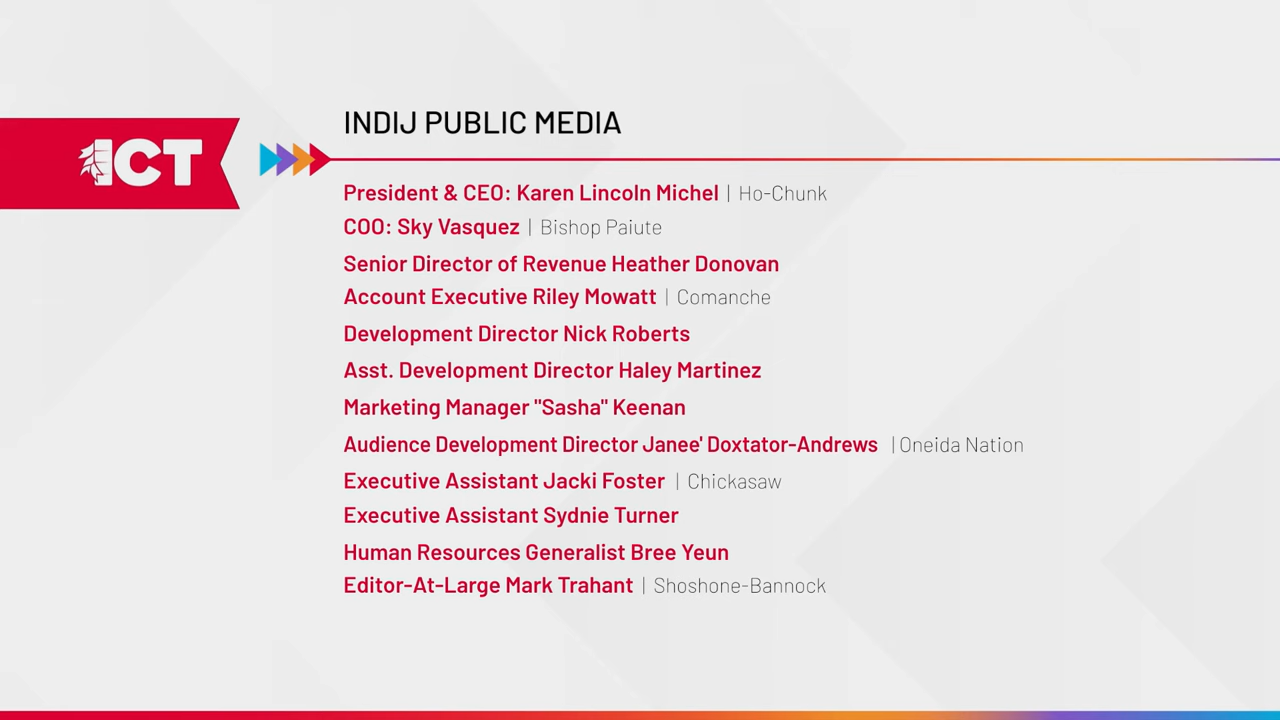 INDIJ PUBLIC MEDIA
ICT
President & CEO: Karen Lincoln Michel | Ho-Chunk
COO: Sky Vasquez | Bishop Paiute
Senior Director of Revenue Heather Donovan
Account Executive Riley Mowatt | Comanche
Development Director Nick Roberts
Asst. Development Director Haley Martinez
Marketing Manager "Sasha" Keenan
Audience Development Director Janee' Doxtator-Andrews | Oneida Nation
Executive Assistant Jacki Foster | Chickasaw
Executive Assistant Sydnie Turner
Human Resources Generalist Bree Yeun
Editor-At-Large Mark Trahant | Shoshone-Bannock